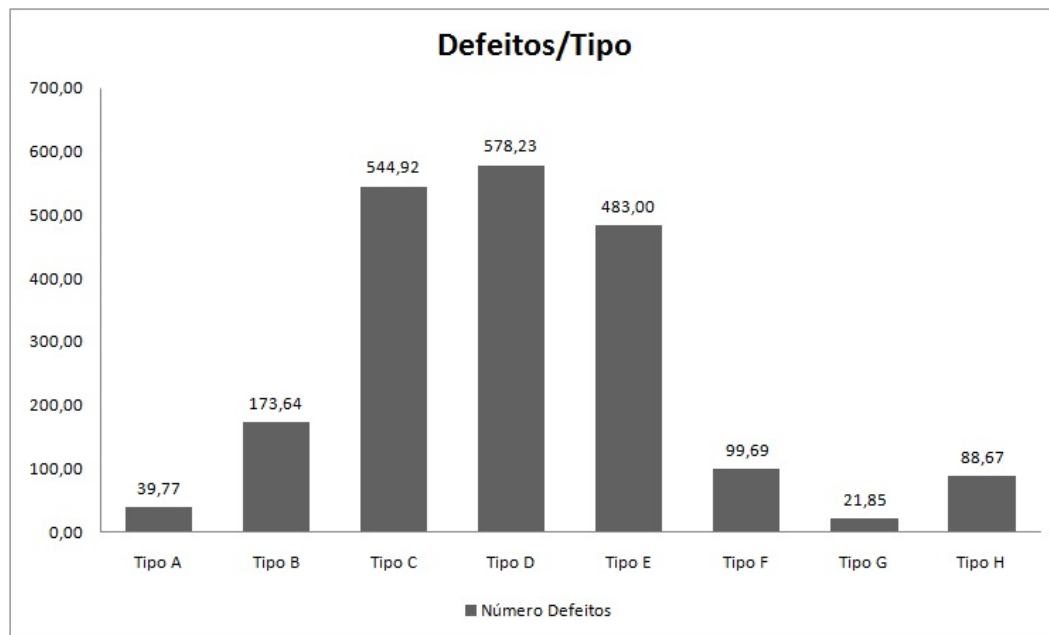 Defeitos/Tipo
700,00
600,00
500,00
400,00
300,00
200,00
100,00
0,00
39,77
173,64
544,92
578,23
483,00
99,69
21,85
88,67
Tipo A
Tipo B
Tipo C
Tipo D
Tipo E
Tipo F
Tipo G
Tipo H
Número Defeitos